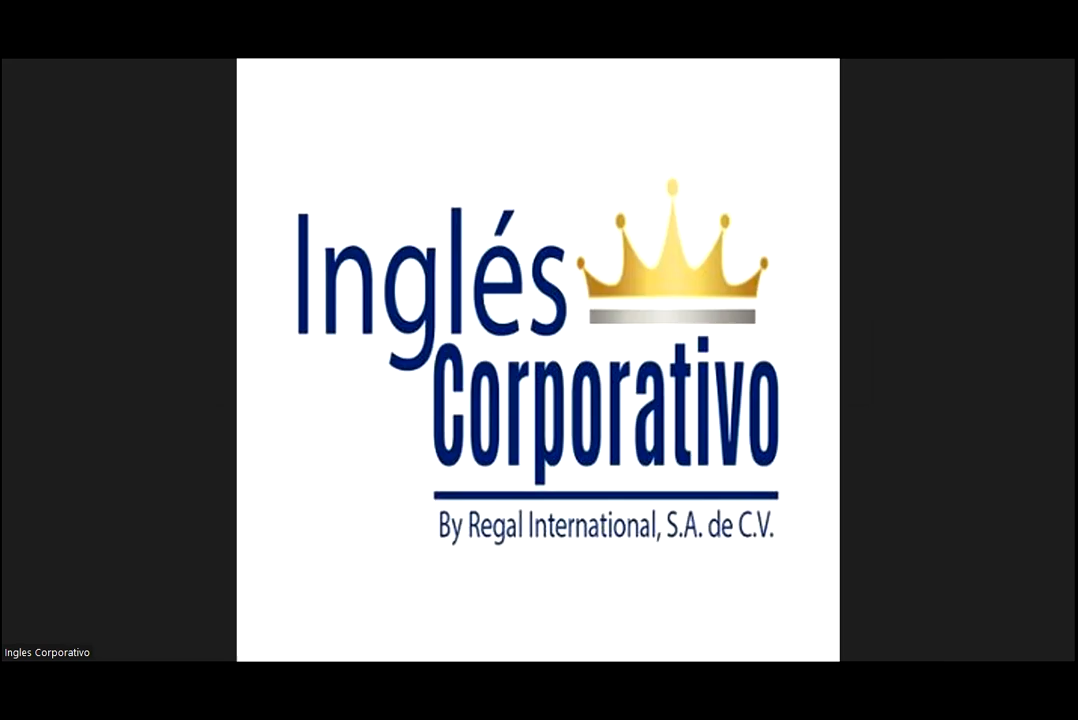 Inglés
Corporativo
By Regal International, S.A. de C.V.
Ingles Corporativo